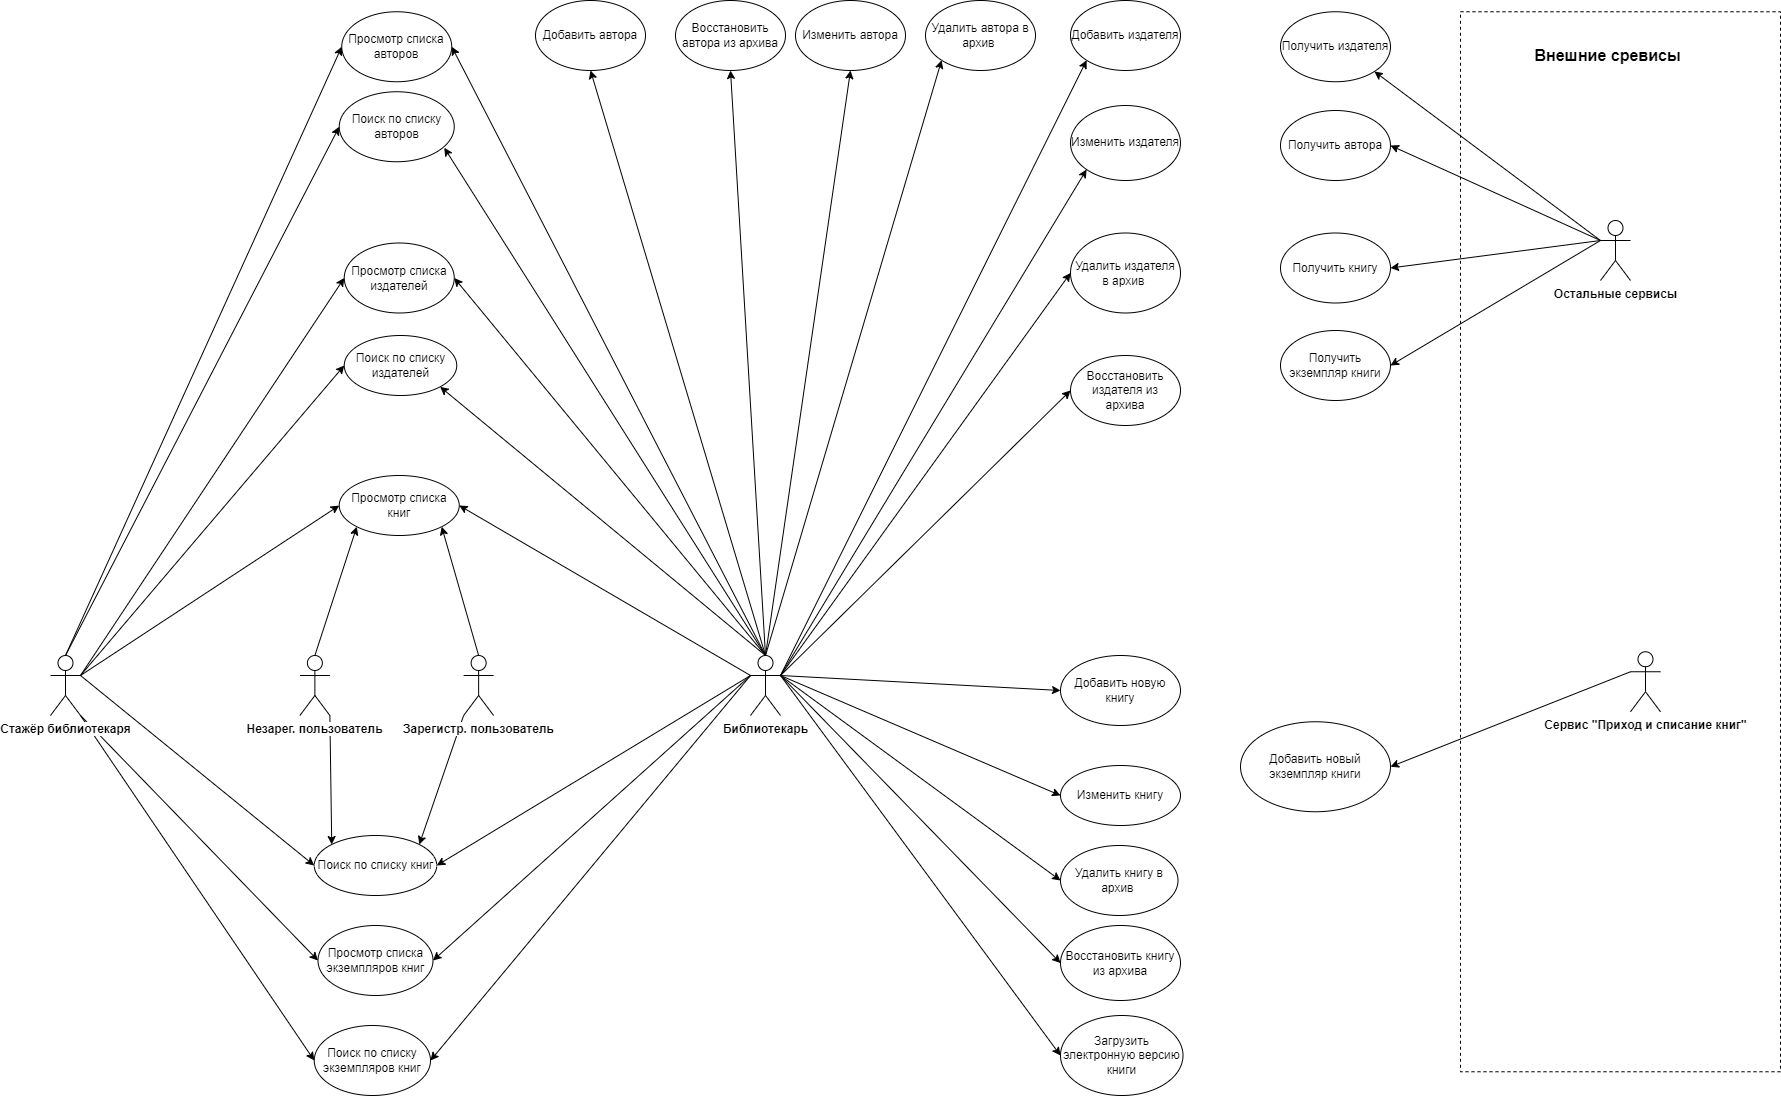 Просмотр списка
авторов
Добавить автора
Восстановить
автора из архива
Изменить автора
Удалить автора в
архив
Добавить издателя
Получить издателя
Внешние сревисы
Поиск по списку
авторов
Изменить издателя
Получить автора
Просмотр списка
издателей
Удалить издателя
в архив
Получить книгу
Остальные сервисы
Поиск по списку
издателей
Восстановить
издателя из
архива
Получить
экземпляр книги
Просмотр списка
книг
Стажёр библиотекаря
Незарег. пользователь
Зарегистр. пользователь
Библиотекарь
Добавить новую
книгу
Сервис "Приход и списание книг"
Добавить новый
экземпляр книги
Изменить книгу
Поиск по списку книг
Удалить книгу в
архив
Просмотр списка
экземпляров книг
Восстановить книгу
из архива
Поиск по списку
экземпляров книг
Загрузить
электронную версию
книги